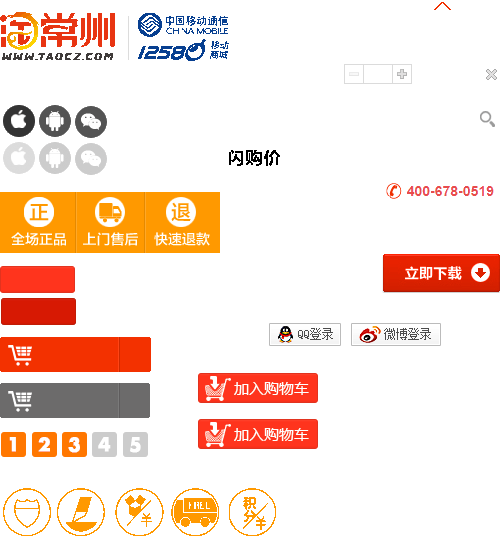 淘常州
WWW.TAOCZ.COM
中国移动通信
CHINA MOBILE
12580 移动商城
闪购价
400-678-0519
正 退
全场正品 上门售后 快速退款
立即下载
QQ登录 微博登录
加入购物车
加入购物车
1 2 3 4 5
FREE
¥ 积分/¥